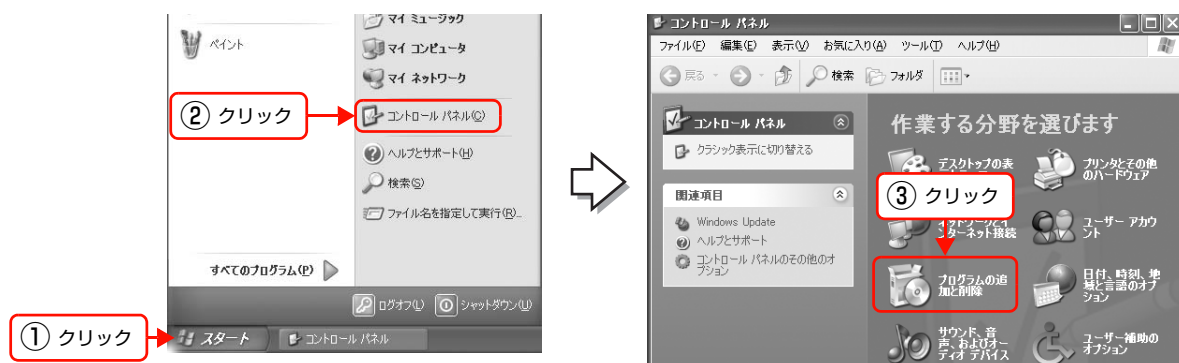 マイ ミュージック
ペイント
マイ コンピュータ
マイ ネットワーク
② クリック
コントロール パネル(C)
ヘルプとサポート(H)
検索(S)
ファイル名を指定して実行(R)...
すべてのプログラム(P)
ログオフ(L)
シャットダウン(U)
① クリック
スタート
コントロール パネル
コントロール パネル
ファイル(F) 編集(E) 表示(V) お気に入り(A) ツール(T) ヘルプ(H)
戻る
検索
フォルダ
コントロール パネル
クラシック表示に切り替える
関連項目
Windows Update
ヘルプとサポート
コントロール パネルのその他のオ
プション
作業する分野を選びます
デスクトップの表
プリンタとその他
のハードウェア
③ クリック
ネットワークとイ
ンターネット接続
ユーザー アカウ
ント
プログラムの追
加と削除
日付、時刻、地
域と言語のオプ
ション
サウンド、音
声、およびオー
ディオ デバイス
ユーザー補助の
オプション